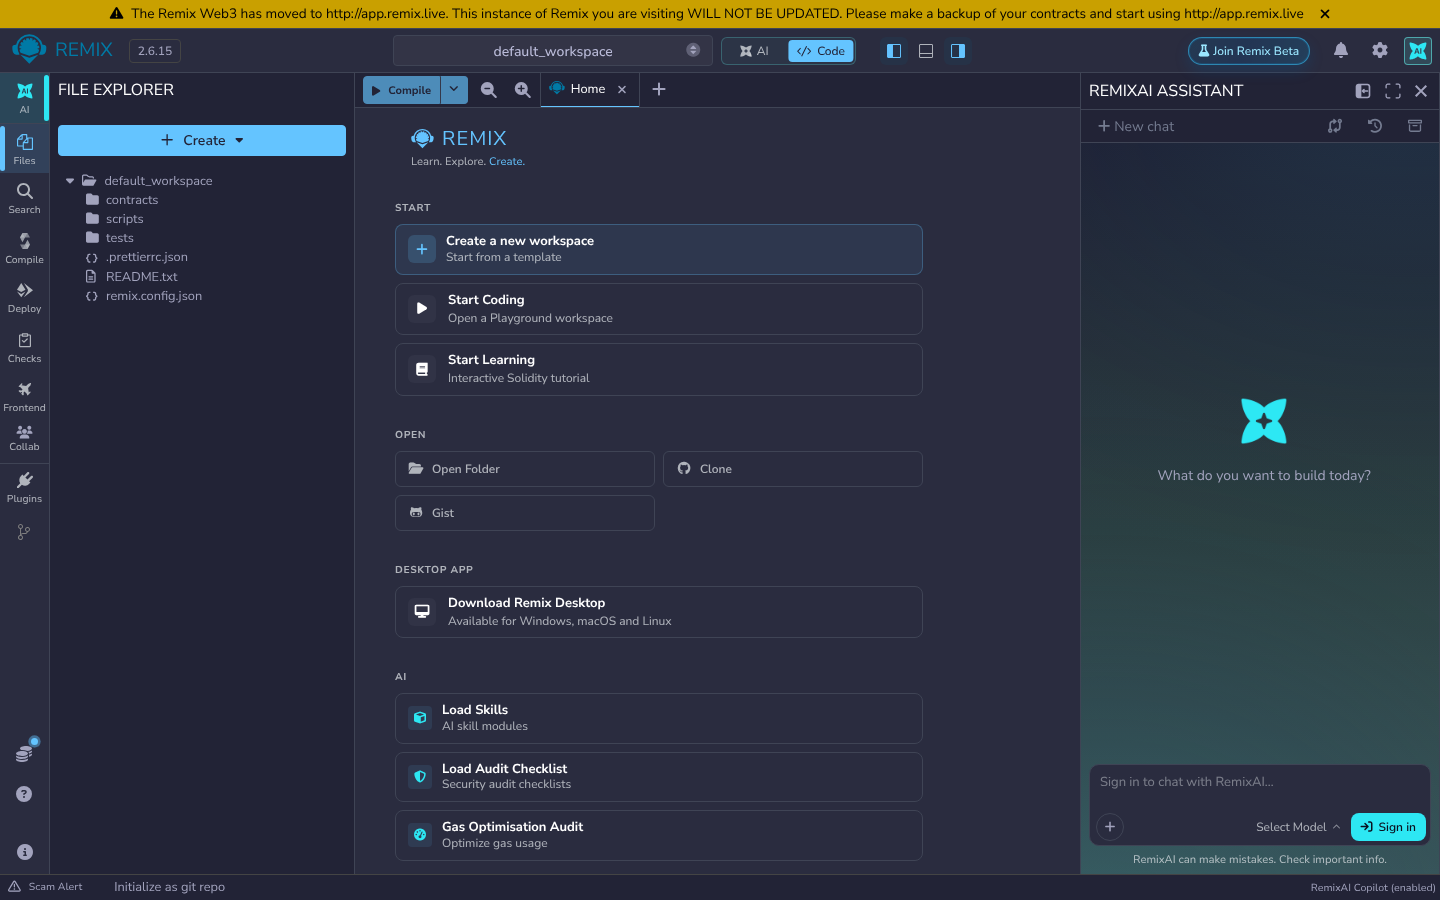 The Remix Web3 has moved to http://app.remix.live. This instance of Remix you are visiting WILL NOT BE UPDATED. Please make a backup of your contracts and start using http://app.remix.live
REMIX
2.6.15
default_workspace
AI
Code
Join Remix Beta
AI
AI
Files
Search
Compile
Deploy
Checks
Frontend
Collab
Plugins
FILE EXPLORER
Create
default_workspace
contracts
scripts
tests
.prettierrc.json
README.txt
remix.config.json
Compile
Home
REMIX
Learn. Explore. Create.
START
Create a new workspace
Start from a template
Start Coding
Open a Playground workspace
Start Learning
Interactive Solidity tutorial
OPEN
Open Folder
Clone
Gist
DESKTOP APP
Download Remix Desktop
Available for Windows, macOS and Linux
AI
Load Skills
AI skill modules
Load Audit Checklist
Security audit checklists
Gas Optimisation Audit
Optimize gas usage
REMIXAI ASSISTANT
New chat
What do you want to build today?
Sign in to chat with RemixAI...
Select Model
Sign in
RemixAI can make mistakes. Check important info.
Scam Alert
Initialize as git repo
RemixAI Copilot (enabled)